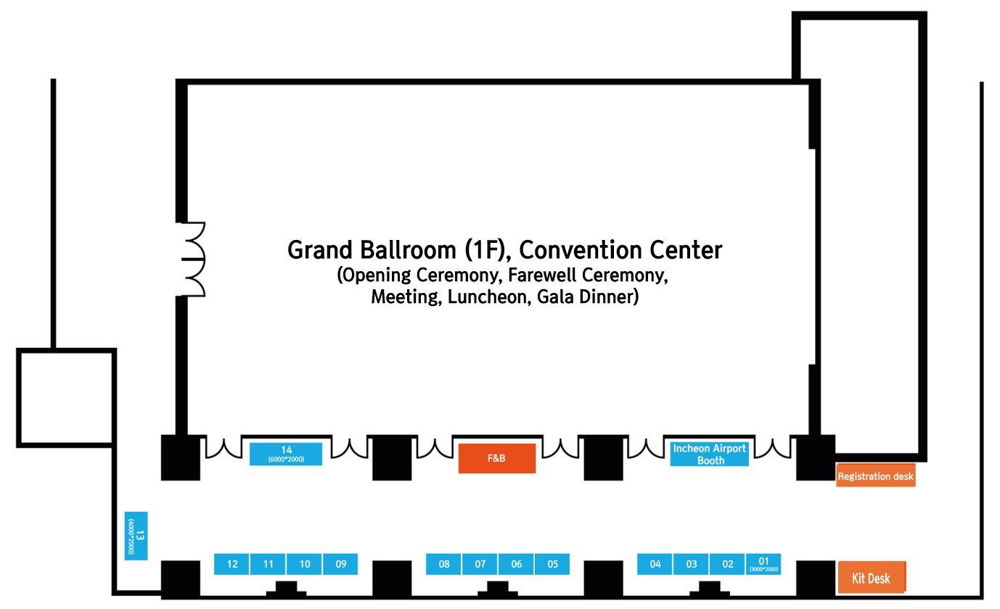 Grand Ballroom (1F), Convention Center
(Opening Ceremony, Farewell Ceremony,
Meeting, Luncheon, Gala Dinner)
14
(6000*2000)
F&B
Incheon Airport
Booth
Registration desk
13
(4000*2000)
12
11
10
09
08
07
06
05
04
03
02
01
(3000*2000)
Kit Desk